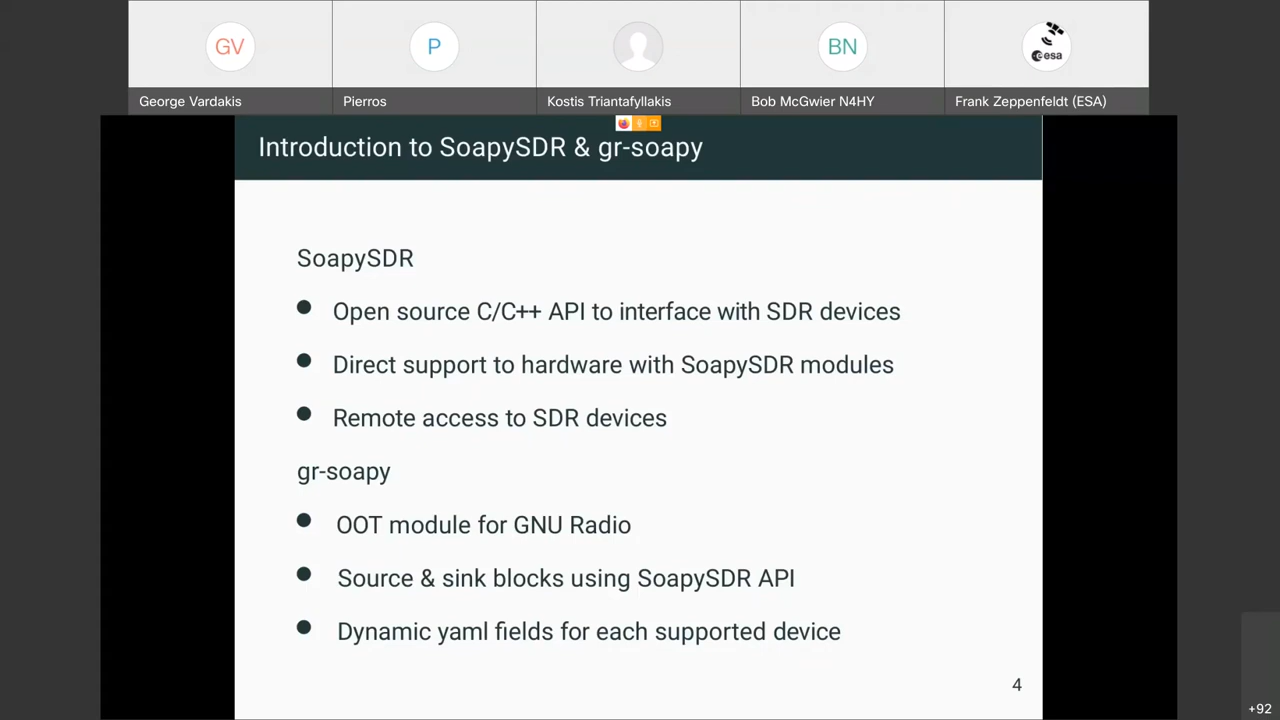 GV
P
BN
esa
George Vardakis
Pierros
Kostis Triantafyllakis
Bob McGwier N4HY
Frank Zeppenfeldt (ESA)
Introduction to SoapySDR & gr-soapy
SoapySDR
● Open source C/C++ API to interface with SDR devices
● Direct support to hardware with SoapySDR modules
● Remote access to SDR devices
gr-soapy
● OOT module for GNU Radio
● Source & sink blocks using SoapySDR API
● Dynamic yaml fields for each supported device
4
+92